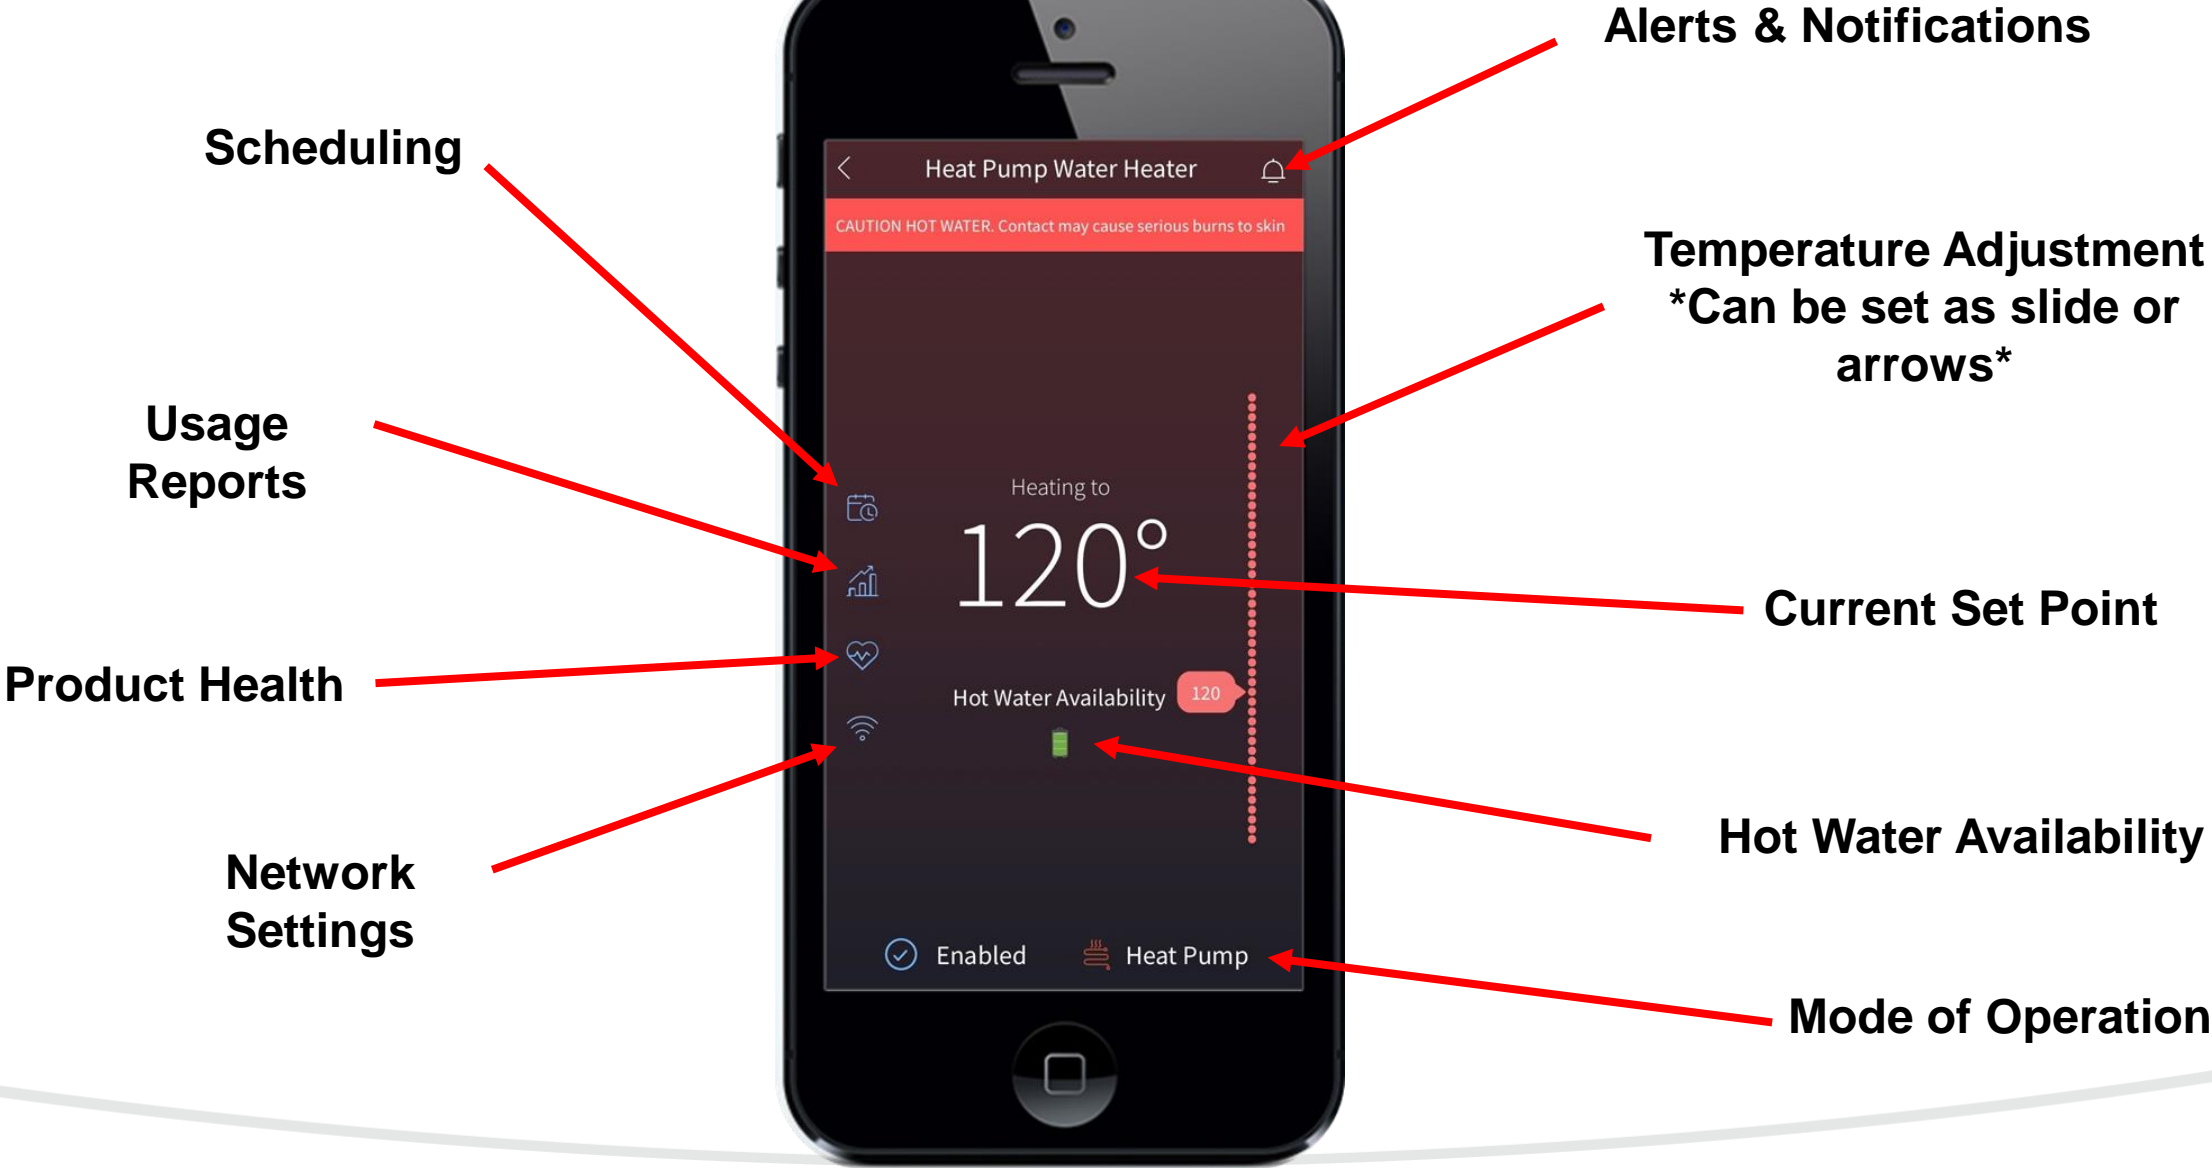 Alerts & Notifications
Scheduling
Heat Pump Water Heater
CAUTION HOT WATER. Contact may cause serious burns to skin
Temperature Adjustment
*Can be set as slide or
arrows*
Usage
Reports
Heating to
120°
Current Set Point
Product Health
Hot Water Availability
120
Hot Water Availability
Network
Settings
Enabled
Heat Pump
Mode of Operation